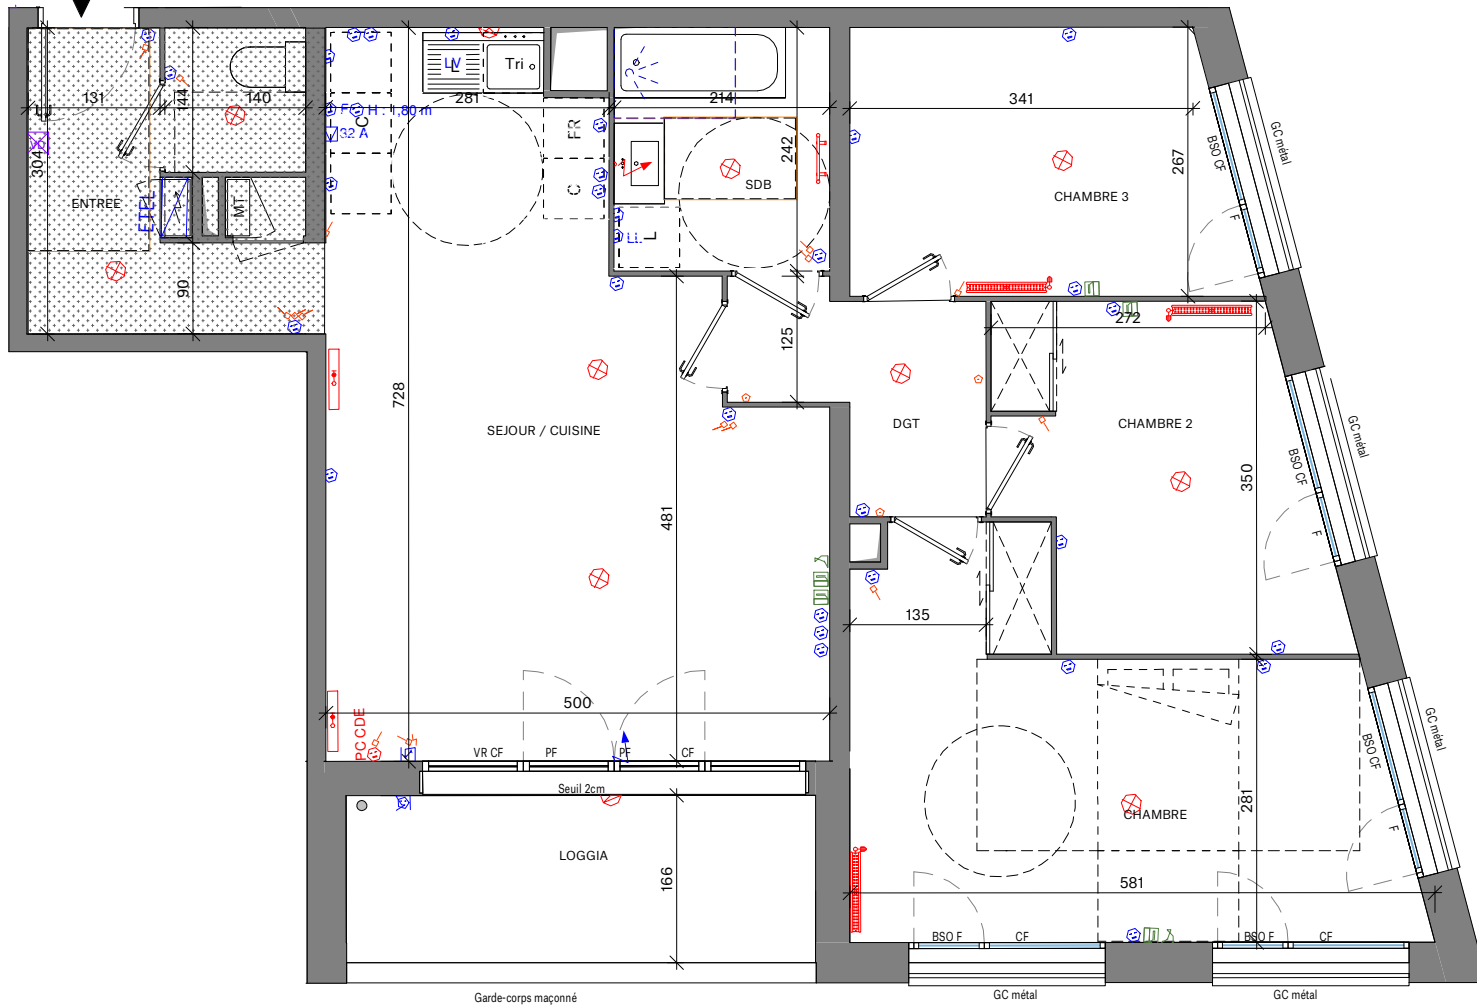 131
140
144
304
ENTREE
ETEL
MT
90
LV
L
Tri
281
H : 1,80 m
32 A
C
FR
C
214
242
SDB
LL
L
125
341
267
CHAMBRE 3
BSO CF
GC métal
F
272
CHAMBRE 2
350
BSO CF
GC métal
F
DGT
728
SEJOUR / CUISINE
481
500
135
PC CDE
VR CF
PF
PF
CF
Seuil 2cm
LOGGIA
166
Garde-corps maçonné
CHAMBRE
281
581
BSO CF
GC métal
F
BSO F
CF
BSO F
CF
GC métal
GC métal